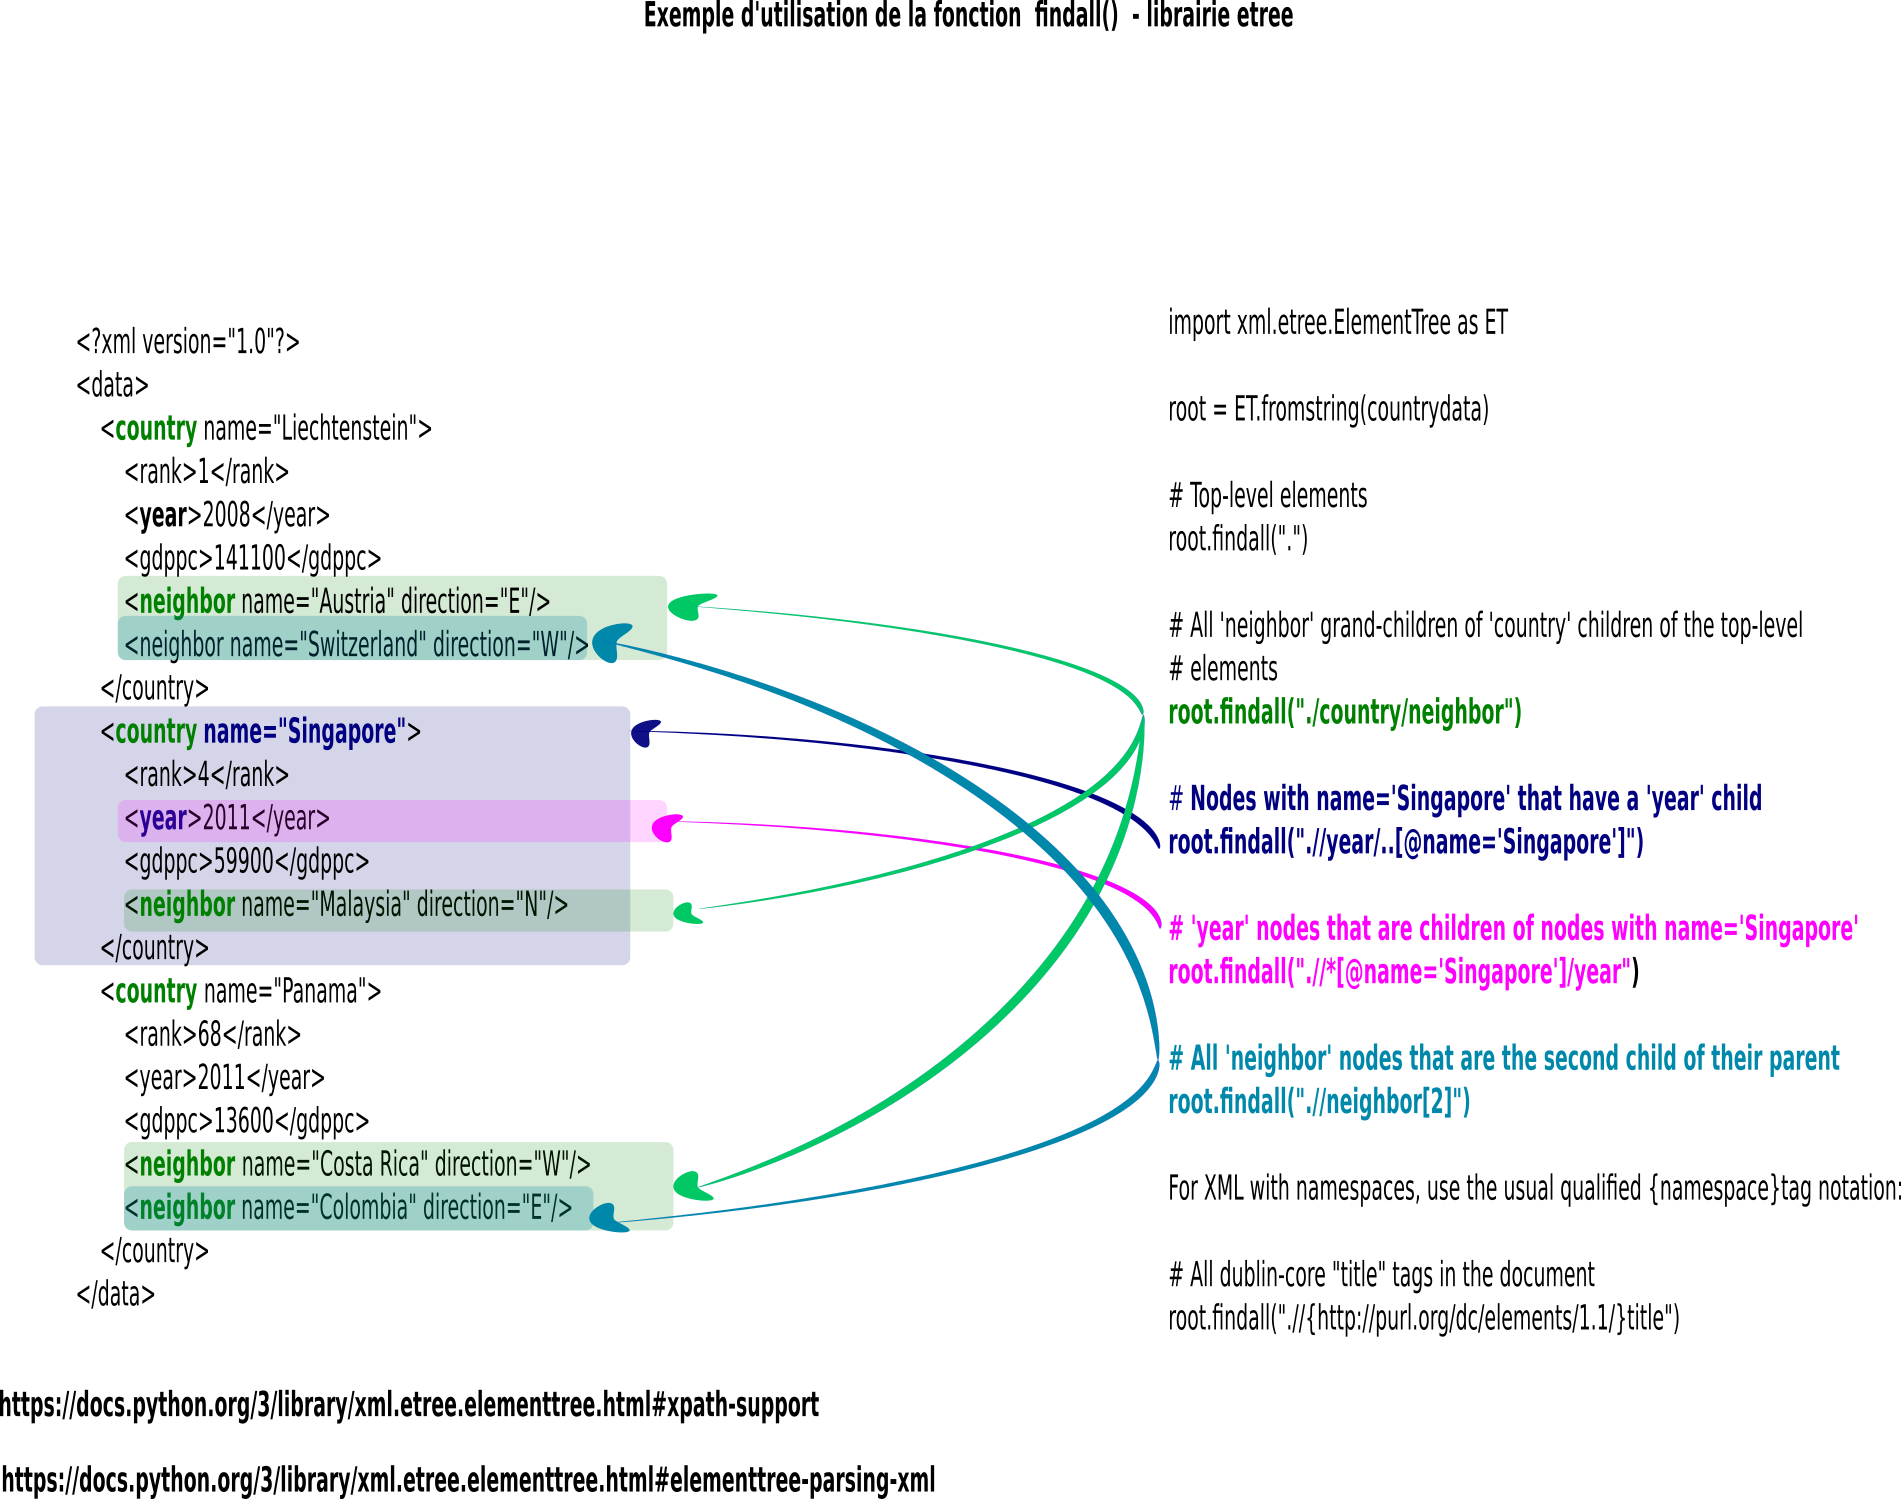 Exemple d'utilisation de la fonction  findall()  - librairie etree
<?xml version="1.0"?>
<data>
    <country name="Liechtenstein">
        <rank>1</rank>
        <year>2008</year>
        <gdppc>141100</gdppc>
        <neighbor name="Austria" direction="E"/>
        <neighbor name="Switzerland" direction="W"/>
    </country>
    <country name="Singapore">
        <rank>4</rank>
        <year>2011</year>
        <gdppc>59900</gdppc>
        <neighbor name="Malaysia" direction="N"/>
    </country>
    <country name="Panama">
        <rank>68</rank>
        <year>2011</year>
        <gdppc>13600</gdppc>
        <neighbor name="Costa Rica" direction="W"/>
        <neighbor name="Colombia" direction="E"/>
    </country>
</data>
import xml.etree.ElementTree as ET
root = ET.fromstring(countrydata)
# Top-level elements
root.findall(".")
# All 'neighbor' grand-children of 'country' children of the top-level
# elements
root.findall("./country/neighbor")
# Nodes with name='Singapore' that have a 'year' child
root.findall(".//year/..[@name='Singapore']")
# 'year' nodes that are children of nodes with name='Singapore'
root.findall(".//*[@name='Singapore']/year")
# All 'neighbor' nodes that are the second child of their parent
root.findall(".//neighbor[2]")
For XML with namespaces, use the usual qualified {namespace}tag notation:
# All dublin-core "title" tags in the document
root.findall(".//{http://purl.org/dc/elements/1.1/}title")
https://docs.python.org/3/library/xml.etree.elementtree.html#xpath-support
https://docs.python.org/3/library/xml.etree.elementtree.html#elementtree-parsing-xml